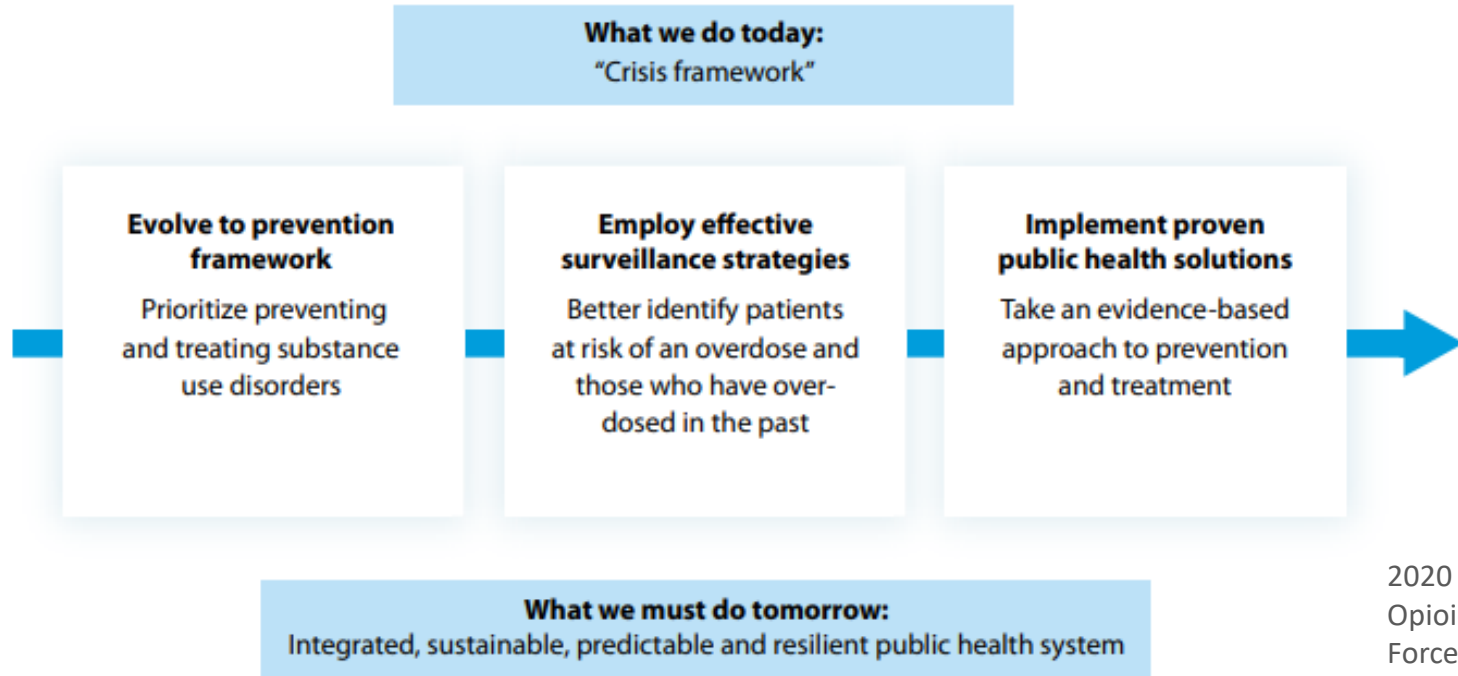 What we do today:
“Crisis framework”
Evolve to prevention
framework
Prioritize preventing
and treating substance
use disorders
Employ effective
surveillance strategies
Better identify patients
at risk of an overdose and
those who have over-
dosed in the past
Implement proven
public health solutions
Take an evidence-based
approach to prevention
and treatment
What we must do tomorrow:
Integrated, sustainable, predictable and resilient public health system
2020
Opioi
Force